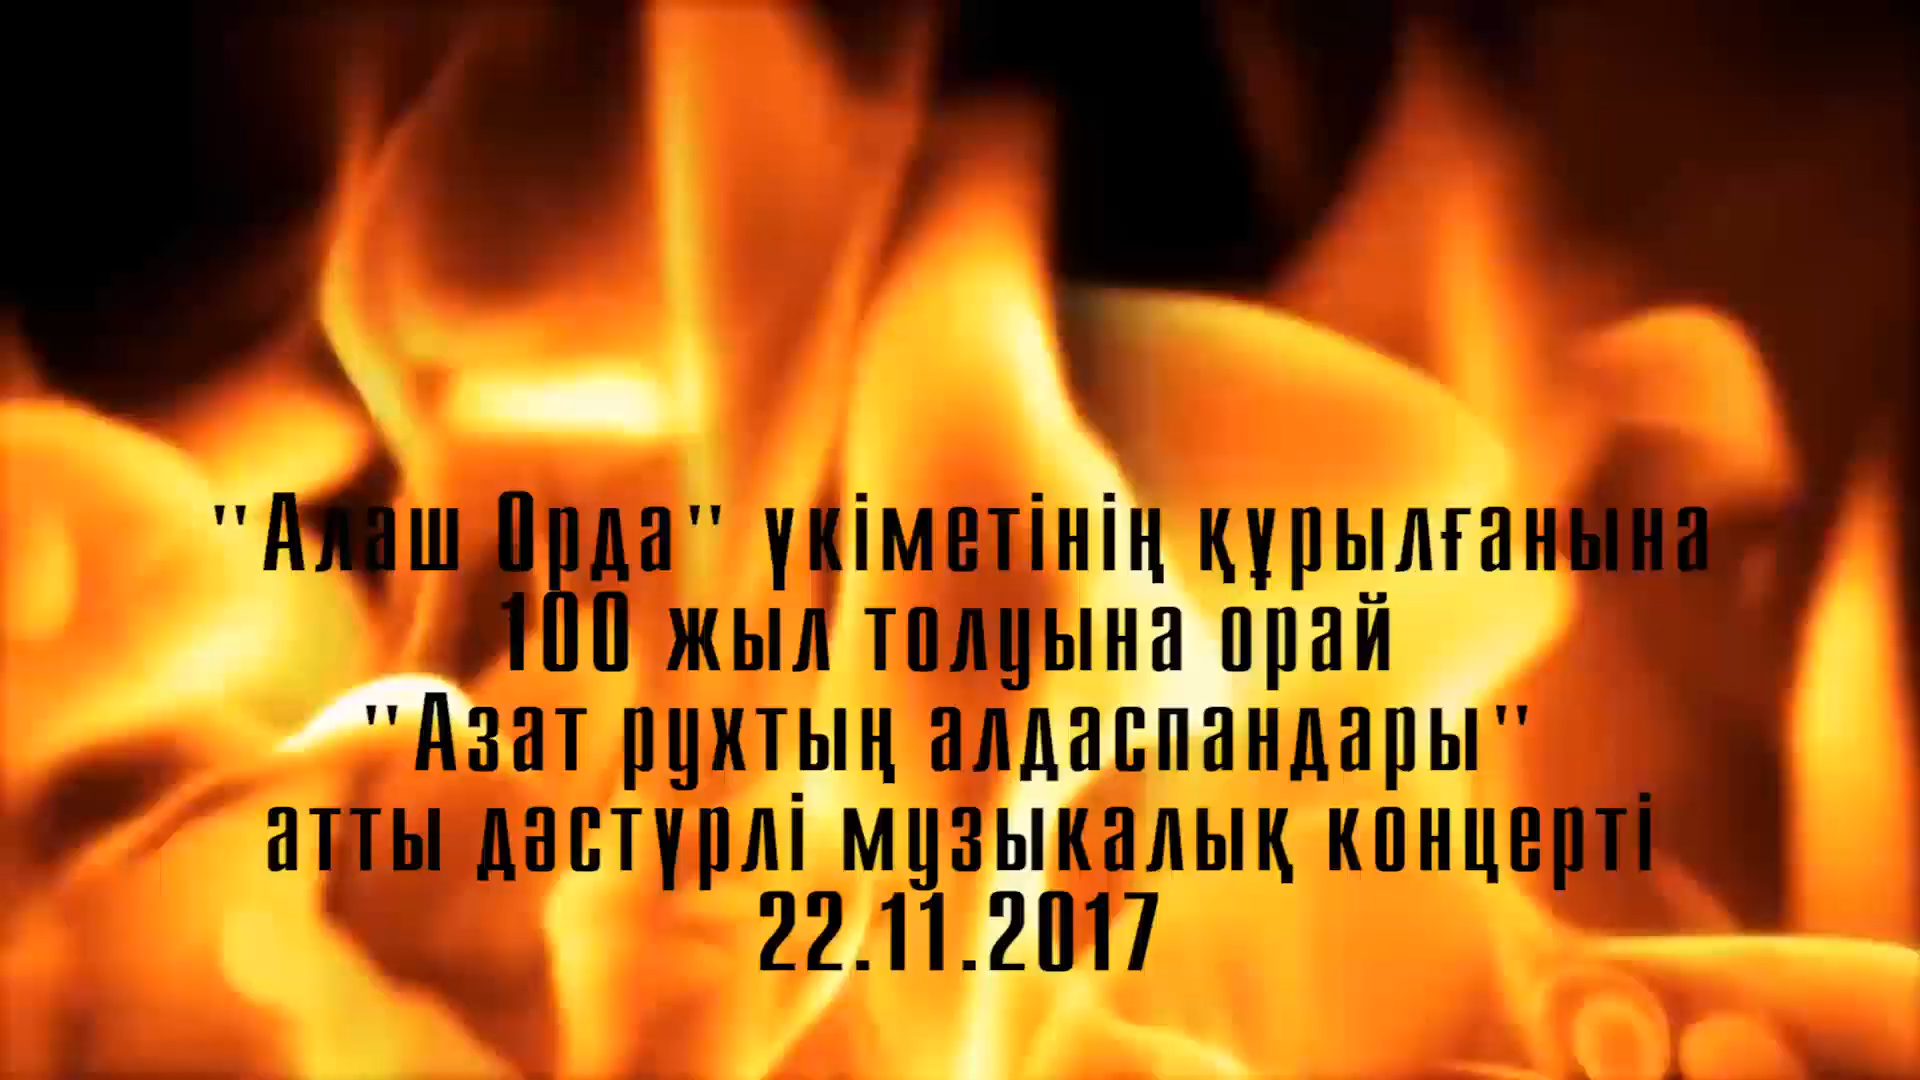 "Алаш Орда" үкіметінің құрылғанына
100 жыл толуына орай
"Азат рухтың алдаспандары"
атты дәстүрлі музыкалық концерті
22.11.2017